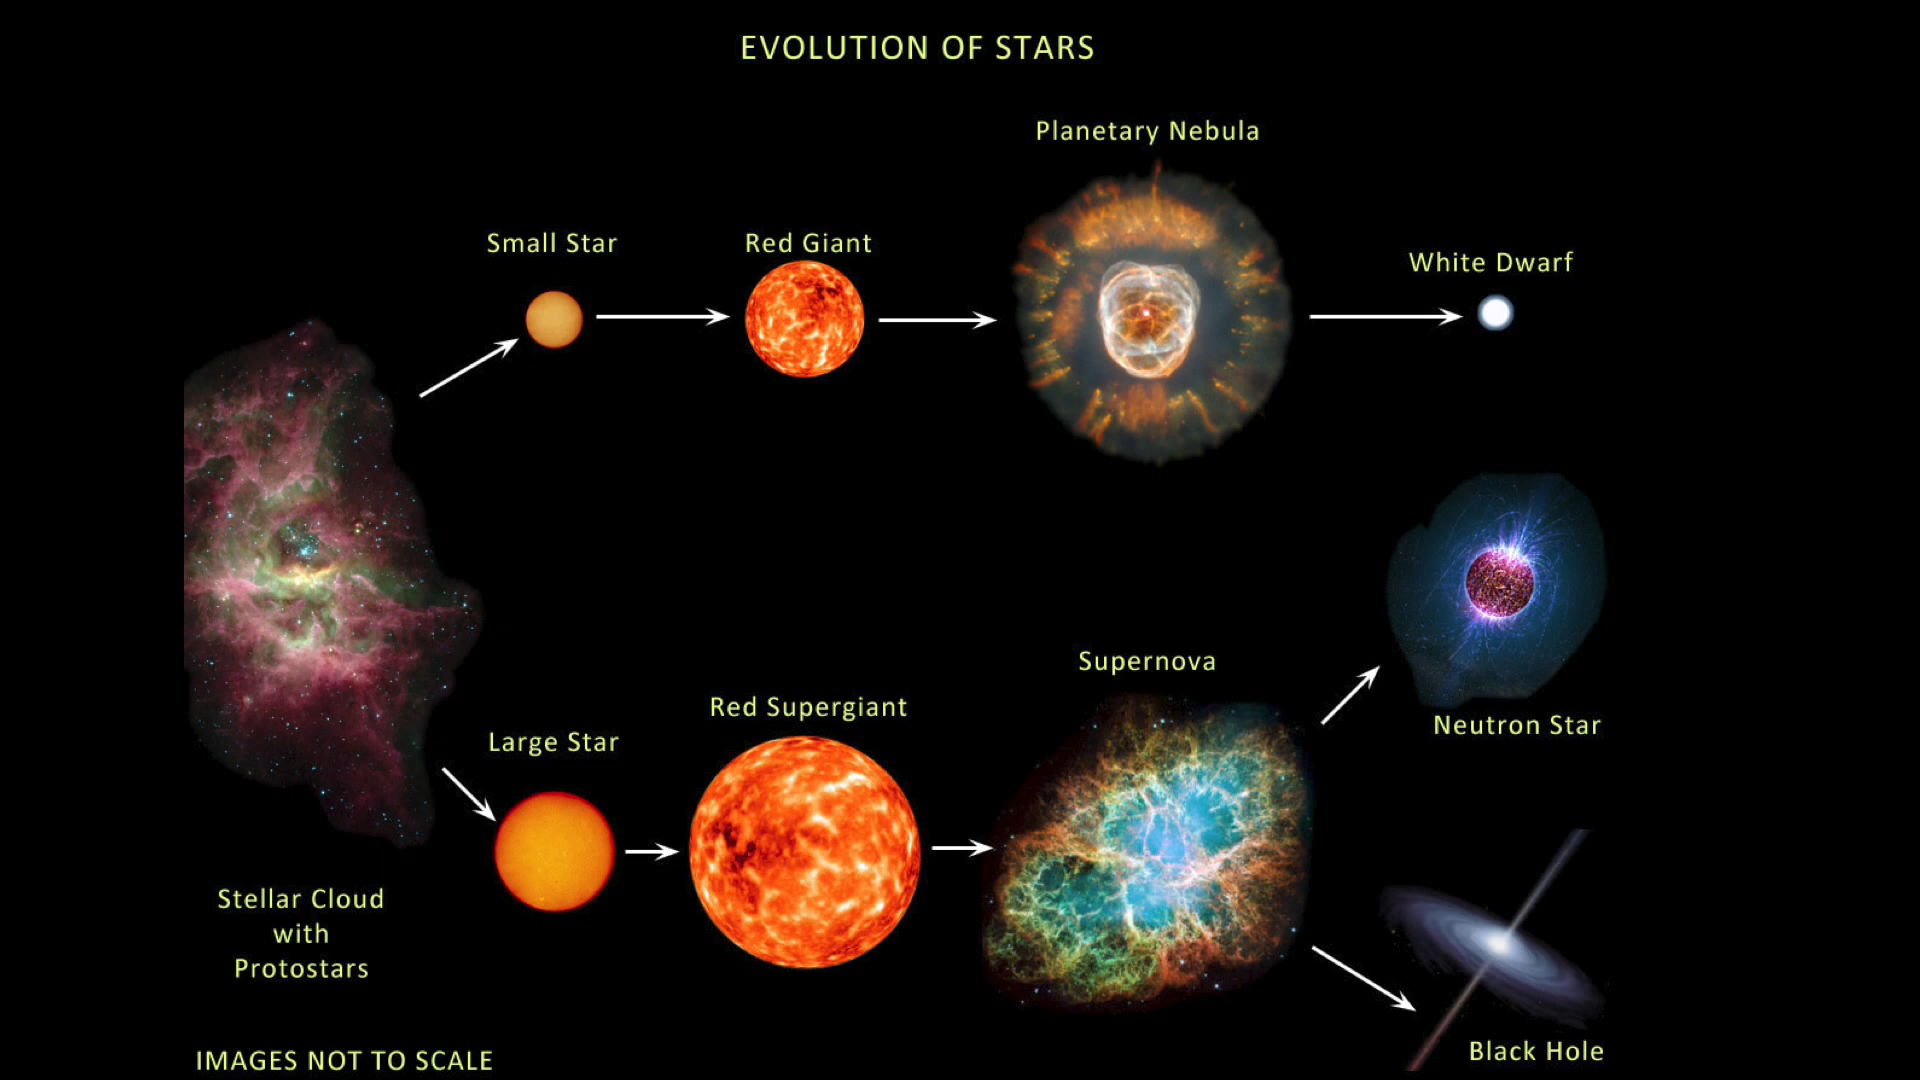 EVOLUTION OF STARS
Planetary Nebula
Small Star
Red Giant
White Dwarf
Supernova
Neutron Star
Red Supergiant
Large Star
Stellar Cloud
with
Protostars
Black Hole
IMAGES NOT TO SCALE